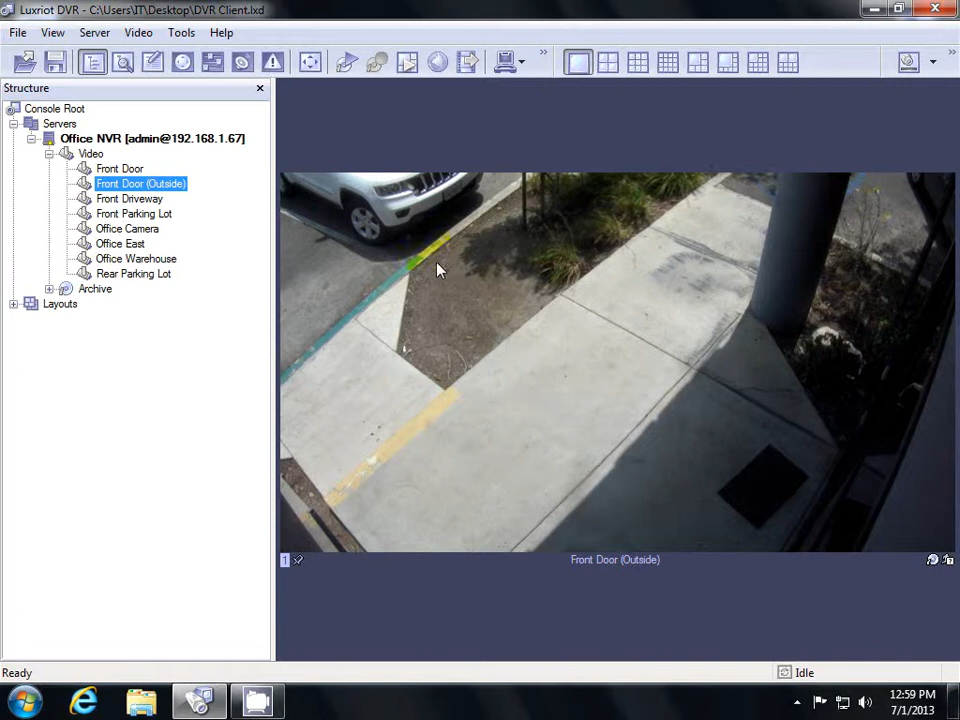 Luxriot DVR - C:\Users\IT\Desktop\DVR Client.lxd
File View Server Video Tools Help
Structure
Console Root
Servers
Office NVR [admin@192.168.1.67]
Video
Front Door
Front Door (Outside)
Front Driveway
Front Parking Lot
Office Camera
Office East
Office Warehouse
Rear Parking Lot
Archive
Layouts
1
Front Door (Outside)
Ready
Idle
12:59 PM
7/1/2013